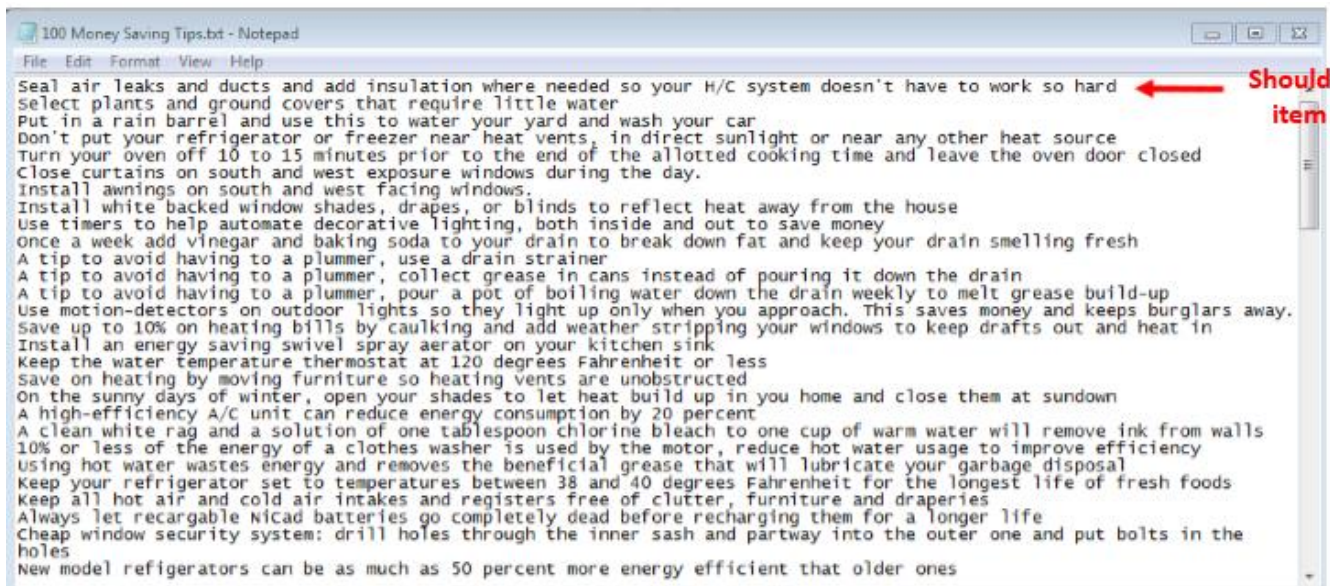 100 Money Saving Tips.txt - Notepad
File Edit Format View Help
Seal air leaks and ducts and add insulation where needed so your H/C system doesn't have to work so hard
Should
item
Select plants and ground covers that require little water
Put in a rain barrel and use this to water your yard and wash your car
Don't put your refrigerator or freezer near heat vents, in direct sunlight or near any other heat source
Turn your oven off 10 to 15 minutes prior to the end of the allotted cooking time and leave the oven door closed
Close curtains on south and west exposure windows during the day.
Install awnings on south and west facing windows.
Install white backed window shades, drapes, or blinds to reflect heat away from the house
Use timers to help automate decorative lighting, both inside and out to save money
Once a week add vinegar and baking soda to your drain to break down fat and keep your drain smelling fresh
A tip to avoid having to a plummer, use a drain strainer
A tip to avoid having to a plummer, collect grease in cans instead of pouring it down the drain
A tip to avoid having to a plummer, pour a pot of boiling water down the drain weekly to melt grease build-up
Use motion-detectors on outdoor lights so they light up only when you approach. This saves money and keeps burglars away.
Save up to 10% on heating bills by caulking and add weather stripping your windows to keep drafts out and heat in
Install an energy saving swivel spray aerator on your kitchen sink
Keep the water temperature thermostat at 120 degrees Fahrenheit or less
Save on heating by moving furniture so heating vents are unobstructed
On the sunny days of winter, open your shades to let heat build up in you home and close them at sundown
A high-efficiency A/C unit can reduce energy consumption by 20 percent
A clean white rag and a solution of one tablespoon chlorine bleach to one cup of warm water will remove ink from walls
10% or less of the energy of a clothes washer is used by the motor, reduce hot water usage to improve efficiency
Using hot water wastes energy and removes the beneficial grease that will lubricate your garbage disposal
Keep your refrigerator set to temperatures between 38 and 40 degrees Fahrenheit for the longest life of fresh foods
Keep all hot air and cold air intakes and registers free of clutter, furniture and draperies
Always let recargable NiCad batteries go completely dead before recharging them for a longer life
Cheap window security system: drill holes through the inner sash and partway into the outer one and put bolts in the
holes
New model refigerators can be as much as 50 percent more energy efficient that older ones